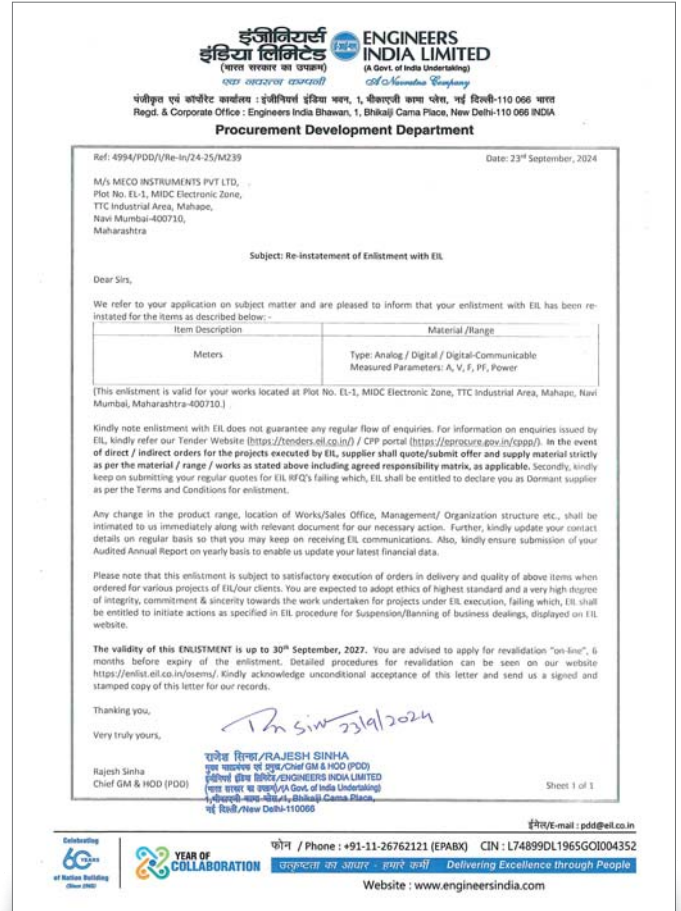 इंजीनियर्स
इंडिया लिमिटेड
(भारत सरकार का उपक्रम)
एक नवरत्न कम्पनी
ENGINEERS
INDIA LIMITED
(A Govt. of India Undertaking)
A Navratna Company
पंजीकृत एवं कॉर्पोरेट कार्यालय : इंजीनियर्स इंडिया भवन, 1, भीकाएजी कामा प्लेस, नई दिल्ली-110 066 भारत
Regd. & Corporate Office : Engineers India Bhawan, 1, Bhikaiji Cama Place, New Delhi-110 066 INDIA
Procurement Development Department
Ref: 4994/PDD/I/Re-In/24-25/M239 Date: 23rd September, 2024
M/s MECO INSTRUMENTS PVT LTD,
Plot No. EL-1, MIDC Electronic Zone,
TTC Industrial Area, Mahape,
Navi Mumbai-400710,
Maharashtra
Subject: Re-instatement of Enlistment with EIL
Dear Sirs,
We refer to your application on subject matter and are pleased to inform that your enlistment with EIL has been re-
instated for the items as described below: -
Item Description Material /Range
Meters Type: Analog / Digital / Digital-Communicable
Measured Parameters: A, V, F, PF, Power
(This enlistment is valid for your works located at Plot No. EL-1, MIDC Electronic Zone, TTC Industrial Area, Mahape, Navi
Mumbai, Maharashtra-400710.)
Kindly note enlistment with EIL does not guarantee any regular flow of enquiries. For information on enquiries issued by
EIL, kindly refer our Tender Website (https://tenders.eil.co.in/) / CPP portal (https://eprocure.gov.in/cppp/). In the event
of direct / indirect orders for the projects executed by EIL, supplier shall quote/submit offer and supply material strictly
as per the material / range / works as stated above including agreed responsibility matrix, as applicable. Secondly, kindly
keep on submitting your regular quotes for EIL RFQ's failing which, EIL shall be entitled to declare you as Dormant supplier
as per the Terms and Conditions for enlistment.
Any change in the product range, location of Works/Sales Office, Management/ Organization structure etc., shall be
intimated to us immediately along with relevant document for our necessary action. Further, kindly update your contact
details on regular basis so that you may keep on receiving EIL communications. Also, kindly ensure submission of your
Audited Annual Report on yearly basis to enable us update your latest financial data.
Please note that this enlistment is subject to satisfactory execution of orders in delivery and quality of above items when
ordered for various projects of EIL/our clients. You are expected to adopt ethics of highest standard and a very high degree
of integrity, commitment & sincerity towards the work undertaken for projects under EIL execution, failing which, EIL shall
be entitled to initiate actions as specified in EIL procedure for Suspension/Banning of business dealings, displayed on EIL
website.
The validity of this ENLISTMENT is up to 30th September, 2027. You are advised to apply for revalidation "on-line", 6
months before expiry of the enlistment. Detailed procedures for revalidation can be seen on our website
https://enlist.eil.co.in/osems/. Kindly acknowledge unconditional acceptance of this letter and send us a signed and
stamped copy of this letter for our records.
Thanking you,
Very truly yours,
23/9/2024
राजेश सिन्हा/RAJESH SINHA
मुख्य महाप्रबंधक एवं प्रमुख/Chief GM & HOD (PDD)
इंजीनियर्स इंडिया लिमिटेड/ENGINEERS INDIA LIMITED
(भारत सरकार का उपक्रम)/(A Govt. of India Undertaking)
1, भीकाएजी कामा प्लेस/1, Bhikaiji Cama Place,
नई दिल्ली/New Delhi-110066
Rajesh Sinha
Chief GM & HOD (PDD)
Sheet 1 of 1
ईमेल/E-mail : pdd@eil.co.in
Celebrating
60 YEARS
of Nation Building
(Since 1965)
YEAR OF
COLLABORATION
फोन / Phone : +91-11-26762121 (EPABX) CIN : L74899DL1965GOI004352
उत्कृष्टता का आधार - हमारे कर्मी Delivering Excellence through People
Website : www.engineersindia.com